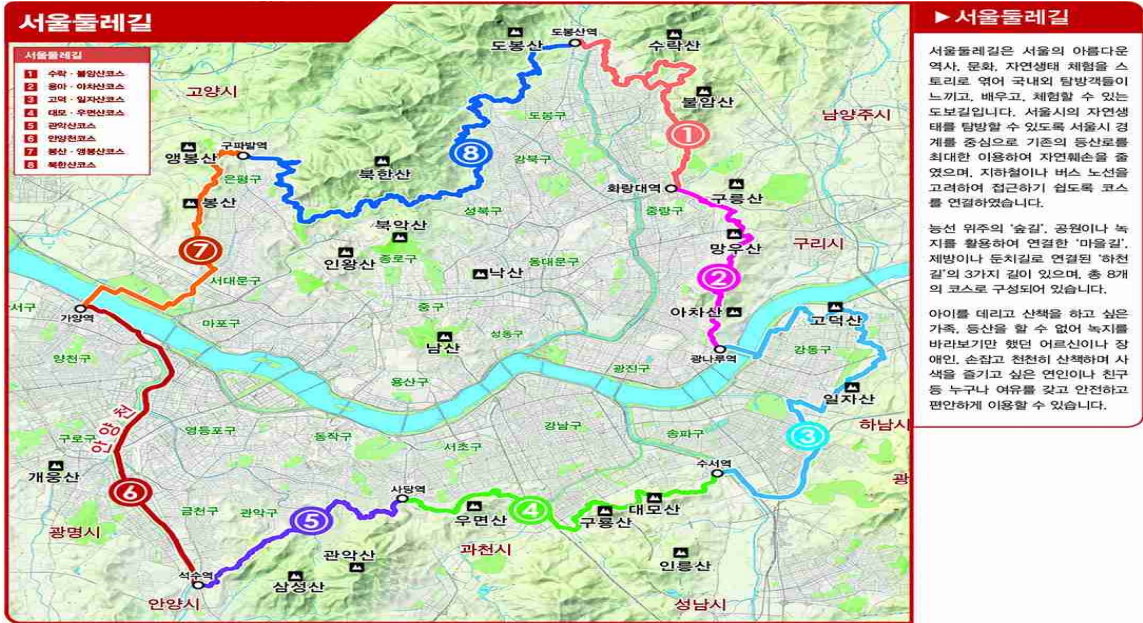 서울둘레길
서울둘레길
1 수락 · 불암산코스
2 용마 · 아차산코스
3 고덕 · 일자산코스
4 대모 · 우면산코스
5 관악산코스
6 안양천코스
7 봉산 · 앵봉산코스
8 북한산코스
도봉산역
도봉산
수락산
고양시
불암산
남양주시
도봉구
1
구파발역
앵봉산
8
강북구
북한산
은평구
화랑대역
구릉산
봉산
중랑구
성북구
북악산
망우산
구리시
7
인왕산
종로구
동대문구
서대문구
낙산
2
강서구
가양역
중구
아차산
고덕산
마포구
성동구
남산
광나루역
강동구
양천구
광진구
용산구
일자산
안양천
영등포구
강남구
하남시
구로구
동작구
서초구
송파구
3
개웅산
수서역
6
사당역
대모산
금천구
관악구
5
우면산
4
구룡산
광명시
과천시
관악산
인릉산
석수역
삼성산
안양시
성남시
▶서울둘레길
서울둘레길은 서울의 아름다운
역사, 문화, 자연생태 체험을 스
토리로 엮어 국내외 탐방객들이
느끼고, 배우고, 체험할 수 있는
도보길입니다. 서울시의 자연생
태를 탐방할 수 있도록 서울시 경
계를 중심으로 기존의 등산로를
최대한 이용하여 자연훼손을 줄
였으며, 지하철이나 버스 노선을
고려하여 접근하기 쉽도록 코스
를 연결하였습니다.
능선 위주의 '숲길', 공원이나 녹
지를 활용하여 연결한 '마을길',
제방이나 둔치길로 연결된 '하천
길'의 3가지 길이 있으며, 총 8개
의 코스로 구성되어 있습니다.
아이를 데리고 산책을 하고 싶은
가족, 등산을 할 수 없어 녹지를
바라보기만 했던 어르신이나 장
애인, 손잡고 천천히 산책하며 사
색을 즐기고 싶은 연인이나 친구
등 누구나 여유를 갖고 안전하고
편안하게 이용할 수 있습니다.